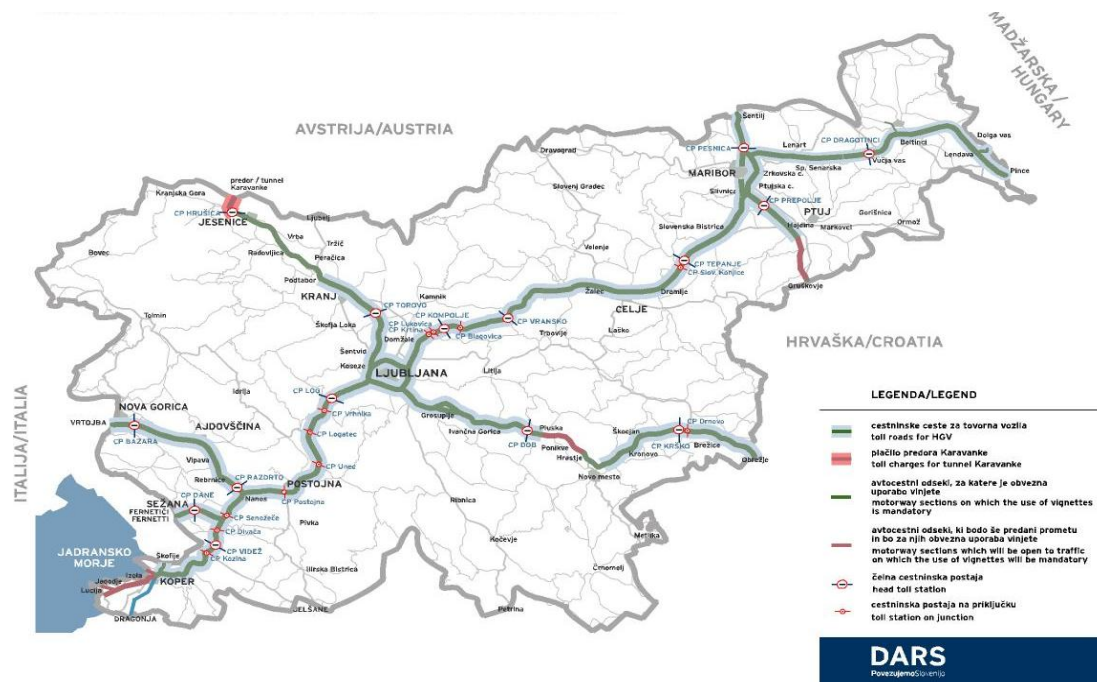 MADŽARSKA/
HUNGARY
AVSTRIJA/AUSTRIA
Šentilj
CP PESNICA
Lenart
CP DRAGOTINCI
Beltinci
Dolga vas
Lendava
Pince
Vučja vas
Sp. Senarska
Dravograd
MARIBOR
Zrkovska c.
Ptujska c.
Slivnica
CP PREPOLJE
PTUJ
Gorišnica
Ormož
Hajdina
Markovci
Gruškovje
predor / tunnel
Karavanke
Kranjska Gora
CP HRUŠICA
JESENICE
Ljubelj
Slovenj Gradec
Slovenska Bistrica
Vrba
Tržič
Radovljica
Peračica
Bovec
Velenje
CP TEPANJE
CP Slov. Konjice
Podtabor
KRANJ
Kamnik
Žalec
Dramlje
CELJE
CP TOROVO
CP KOMPOLJE
CP Lukovica
CP Krtina
CP VRANSKO
CP Blagovica
Tolmin
Škofja Loka
Domžale
Trbovlje
Laško
HRVAŠKA/CROATIA
Šentvid
Koseze
LJUBLJANA
Litija
Idrija
CP LOG
CP Vrhnika
CP Logatec
Grosuplje
Ivančna Gorica
CP DOB
Pluska
Ponikve
Hrastje
Škocjan
Kronovo
CP Drnovo
CP KRŠKO
Brežice
Obrežje
Novo mesto
ITALIJA/ITALIA
NOVA GORICA
VRTOJBA
CP BAZARA
AJDOVŠČINA
Vipava
Rebrnice
CP RAZDRTO
CP Unec
POSTOJNA
Nanos
CP Postojna
Ribnica
SEŽANA
CP DANE
FERNETIČI
FERNETTI
CP Senožeče
CP Divača
Pivka
CP VIDEŽ
CP Kozina
Kočevje
Metlika
Črnomelj
JADRANSKO
MORJE
Škofije
Izola
Jagodje
Lucija
KOPER
Ilirska Bistrica
DRAGONJA
JELŠANE
Petrina
LEGENDA/LEGEND
cestninske ceste za tovorna vozila
toll roads for HGV
plačilo predora Karavanke
toll charges for tunnel Karavanke
avtocestni odseki, za katere je obvezna
uporabo vinjete
motorway sections on which the use of vignettes
is mandatory
avtocestni odseki, ki bodo še predani prometu
in bo za njih obvezna uporaba vinjete
motorway sections which will be open to traffic
on which the use of vignettes will be mandatory
čelna cestninska postaja
head toll station
cestninska postaja na priključku
toll station on junction
DARS
PovezujemoSlovenijo